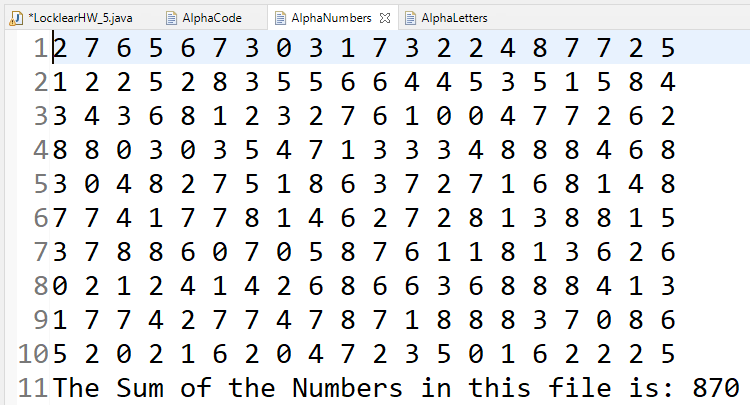 *LocklearHW_5.java AlphaCode AlphaNumbers AlphaLetters
1 2 7 6 5 6 7 3 0 3 1 7 3 2 2 4 8 7 7 2 5
2 1 2 2 5 2 8 3 5 5 6 6 4 4 5 3 5 1 5 8 4
3 3 4 3 6 8 1 2 3 2 7 6 1 0 0 4 7 7 2 6 2
4 8 8 0 3 0 3 5 4 7 1 3 3 3 4 8 8 8 4 6 8
5 3 0 4 8 2 7 5 1 8 6 3 7 2 7 1 6 8 1 4 8
6 7 7 4 1 7 7 8 1 4 6 2 7 2 8 1 3 8 8 1 5
7 3 7 8 8 6 0 7 0 5 8 7 6 1 1 8 1 3 6 2 6
8 0 2 1 2 4 1 4 2 6 8 6 6 3 6 8 8 8 4 1 3
9 1 7 7 4 2 7 7 4 7 8 7 1 8 8 8 3 7 0 8 6
10 5 2 0 2 1 6 2 0 4 7 2 3 5 0 1 6 2 2 2 5
11 The Sum of the Numbers in this file is: 870